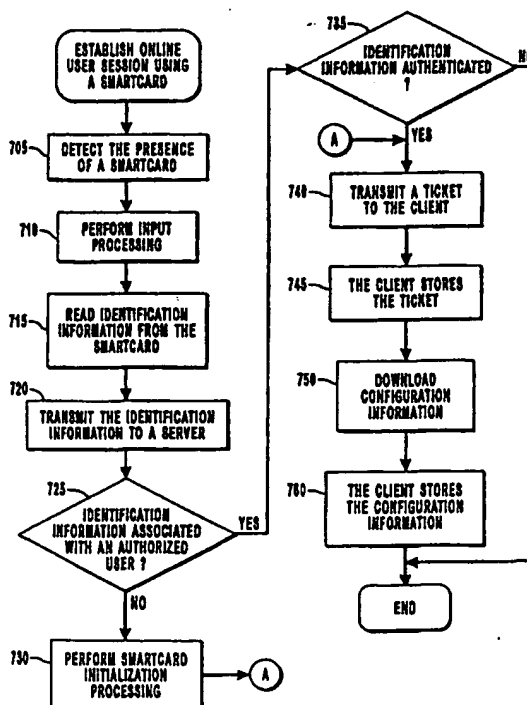 ESTABLISH ONLINE
USER SESSION USING
A SMARTCARD
705
DETECT THE PRESENCE
OF A SMARTCARD
710
PERFORM INPUT
PROCESSING
715
READ IDENTIFICATION
INFORMATION FROM THE
SMARTCARD
720
TRANSMIT THE IDENTIFICATION
INFORMATION TO A SERVER
725
IDENTIFICATION
INFORMATION ASSOCIATED
WITH AN AUTHORIZED
USER ?
YES
NO
730
PERFORM SMARTCARD
INITIALIZATION
PROCESSING
A
735
IDENTIFICATION
INFORMATION AUTHENTICATED
?
A
YES
740
TRANSMIT A TICKET
TO THE CLIENT
745
THE CLIENT STORES
THE TICKET
750
DOWNLOAD
CONFIGURATION
INFORMATION
760
THE CLIENT STORES
THE CONFIGURATION
INFORMATION
END